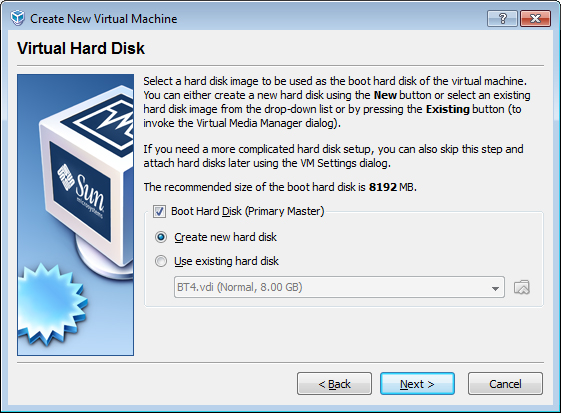 Create New Virtual Machine
?
Virtual Hard Disk
Select a hard disk image to be used as the boot hard disk of the virtual machine.
You can either create a new hard disk using the New button or select an existing
hard disk image from the drop-down list or by pressing the Existing button (to
invoke the Virtual Media Manager dialog).
If you need a more complicated hard disk setup, you can also skip this step and
attach hard disks later using the VM Settings dialog.
The recommended size of the boot hard disk is 8192 MB.
Sun
microsystems
Boot Hard Disk (Primary Master)
Create new hard disk
Use existing hard disk
BT4.vdi (Normal, 8.00 GB)
< Back
Next >
Cancel